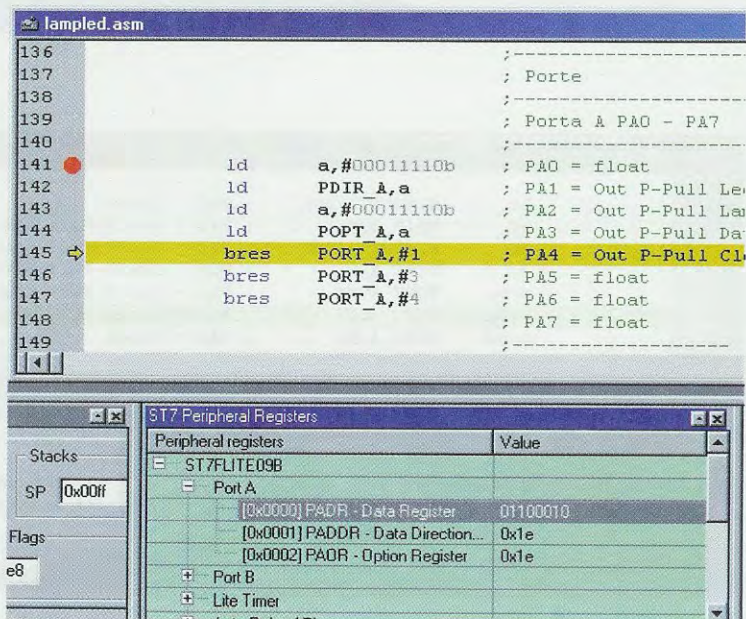 lampled.asm
136 ;-------------------
137 ; Porte
138 ;-------------------
139 ; Porta A PA0 - PA7
140 ;-------------------
141 ld a,#00011110b ; PA0 = float
142 ld PDIR_A,a ; PA1 = Out P-Pull Le
143 ld a,#00011110b ; PA2 = Out P-Pull Lam
144 ld POPT_A,a ; PA3 = Out P-Pull Da
145 bres PORT_A,#1 ; PA4 = Out P-Pull Cl
146 bres PORT_A,#3 ; PA5 = float
147 bres PORT_A,#4 ; PA6 = float
148 ; PA7 = float
149 ;-------------------
Stacks
SP 0x00ff
Flags
e8
ST7 Peripheral Registers
Peripheral registers Value
ST7FLITE09B
Port A
[0x0000] PADR - Data Register 01100010
[0x0001] PADDR - Data Direction... 0x1e
[0x0002] PAOR - Option Register 0x1e
Port B
Lite Timer